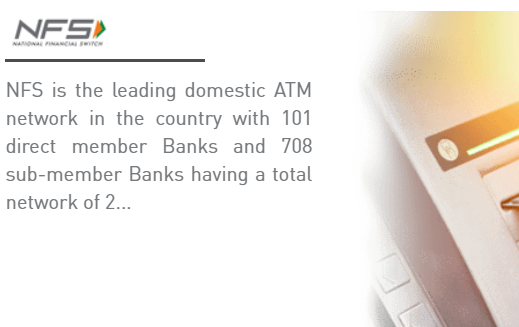 NFS
NATIONAL FINANCIAL SWITCH
NFS is the leading domestic ATM
network in the country with 101
direct member Banks and 708
sub-member Banks having a total
network of 2...